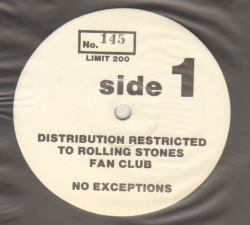 No. 145
LIMIT 200
side 1
DISTRIBUTION RESTRICTED
TO ROLLING STONES
FAN CLUB
NO EXCEPTIONS